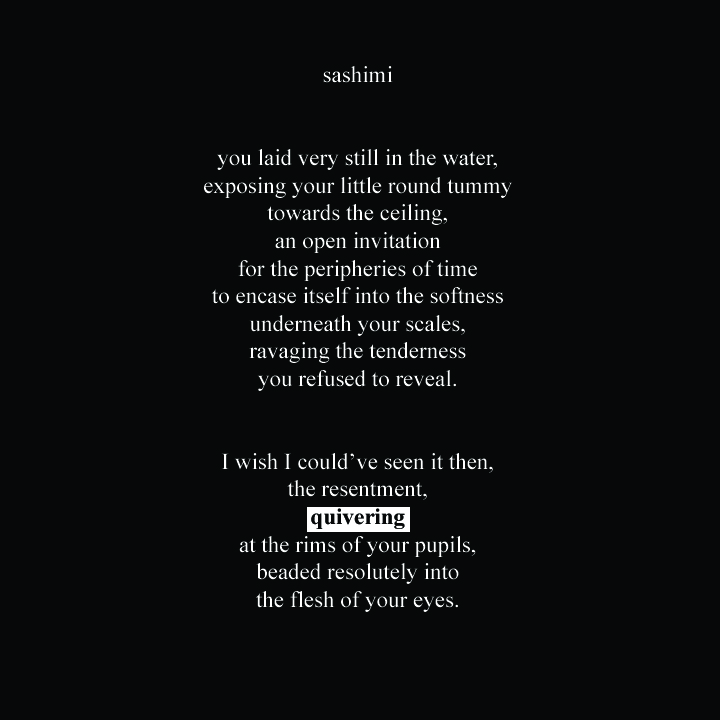 sashimi
you laid very still in the water,
exposing your little round tummy
towards the ceiling,
an open invitation
for the peripheries of time
to encase itself into the softness
underneath your scales,
ravaging the tenderness
you refused to reveal.
I wish I could’ve seen it then,
the resentment,
quivering
at the rims of your pupils,
beaded resolutely into
the flesh of your eyes.